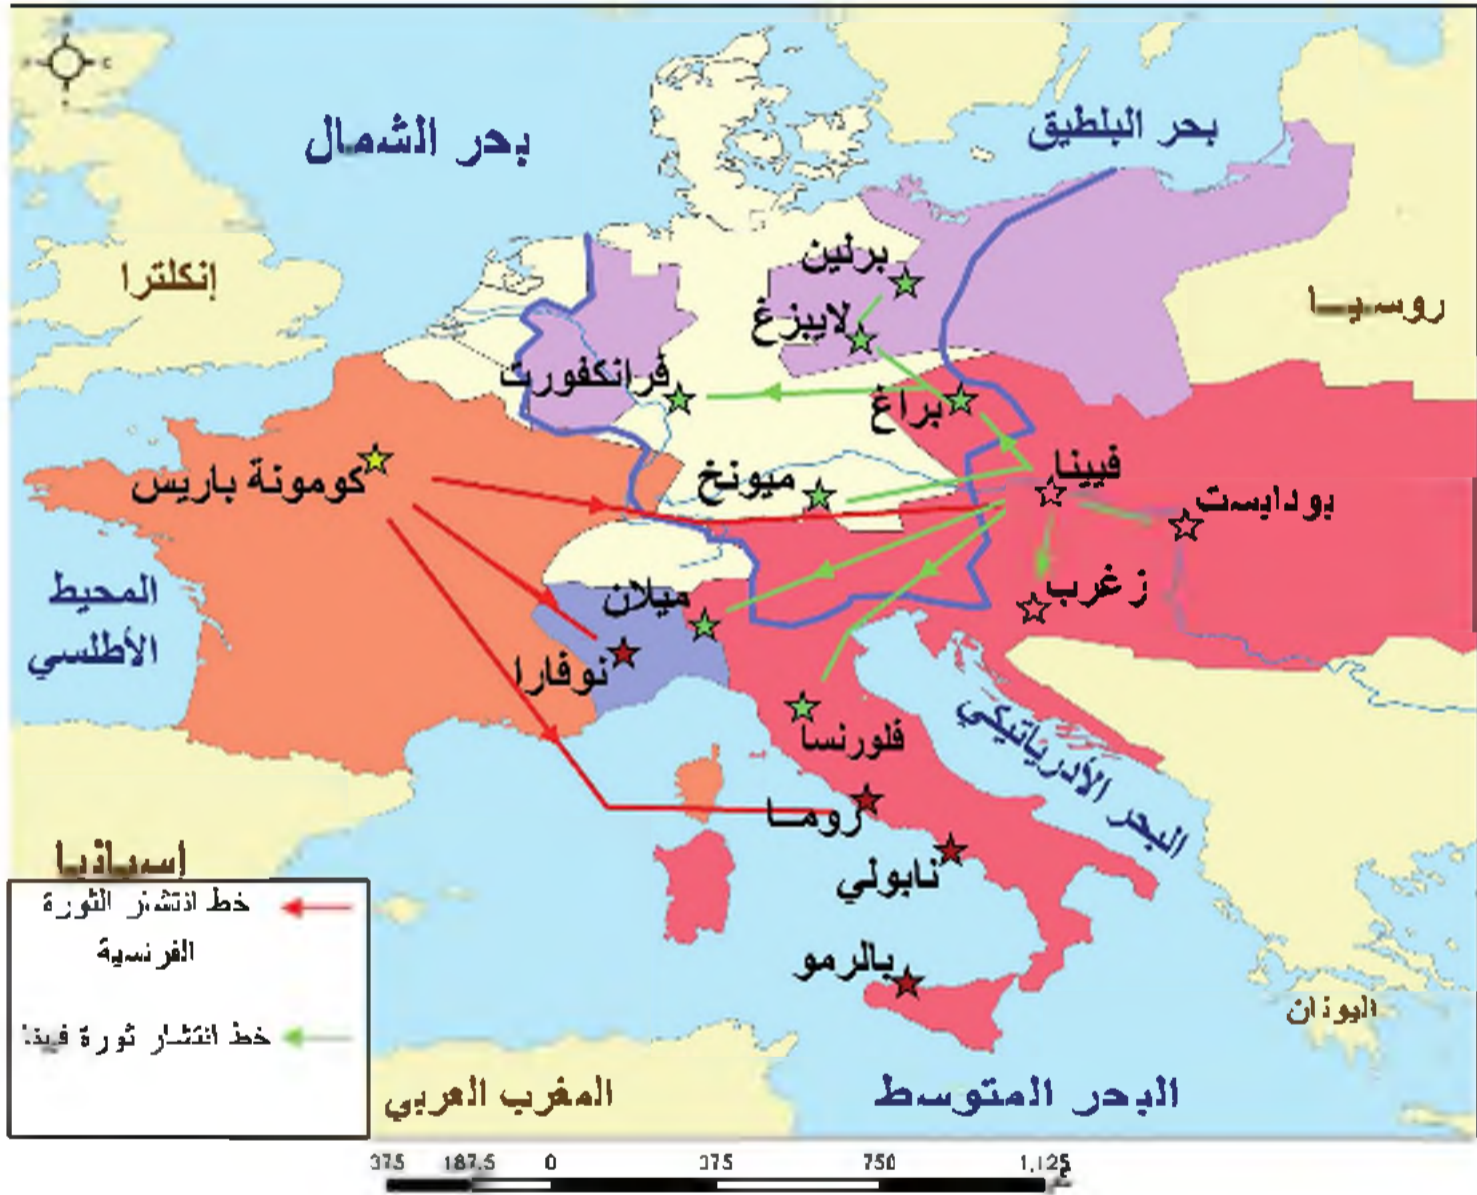 بحر الشمال
بحر البلطيق
إنكلترا
روسيا
برلين
لايبزغ
فرانكفورت
براغ
كومونة باريس
ميونخ
فيينا
بودابست
المحيط
الأطلسي
ميلان
زغرب
نوفارا
فلورنسا
البحر الأدرياتيكي
روما
نابولي
إسبانيا
بالرمو
اليونان
المغرب العربي
البحر المتوسط
خط انتشار الثورة
الفرنسية
خط انتشار ثورة فينا
375 187.5 0 375 750 1,125